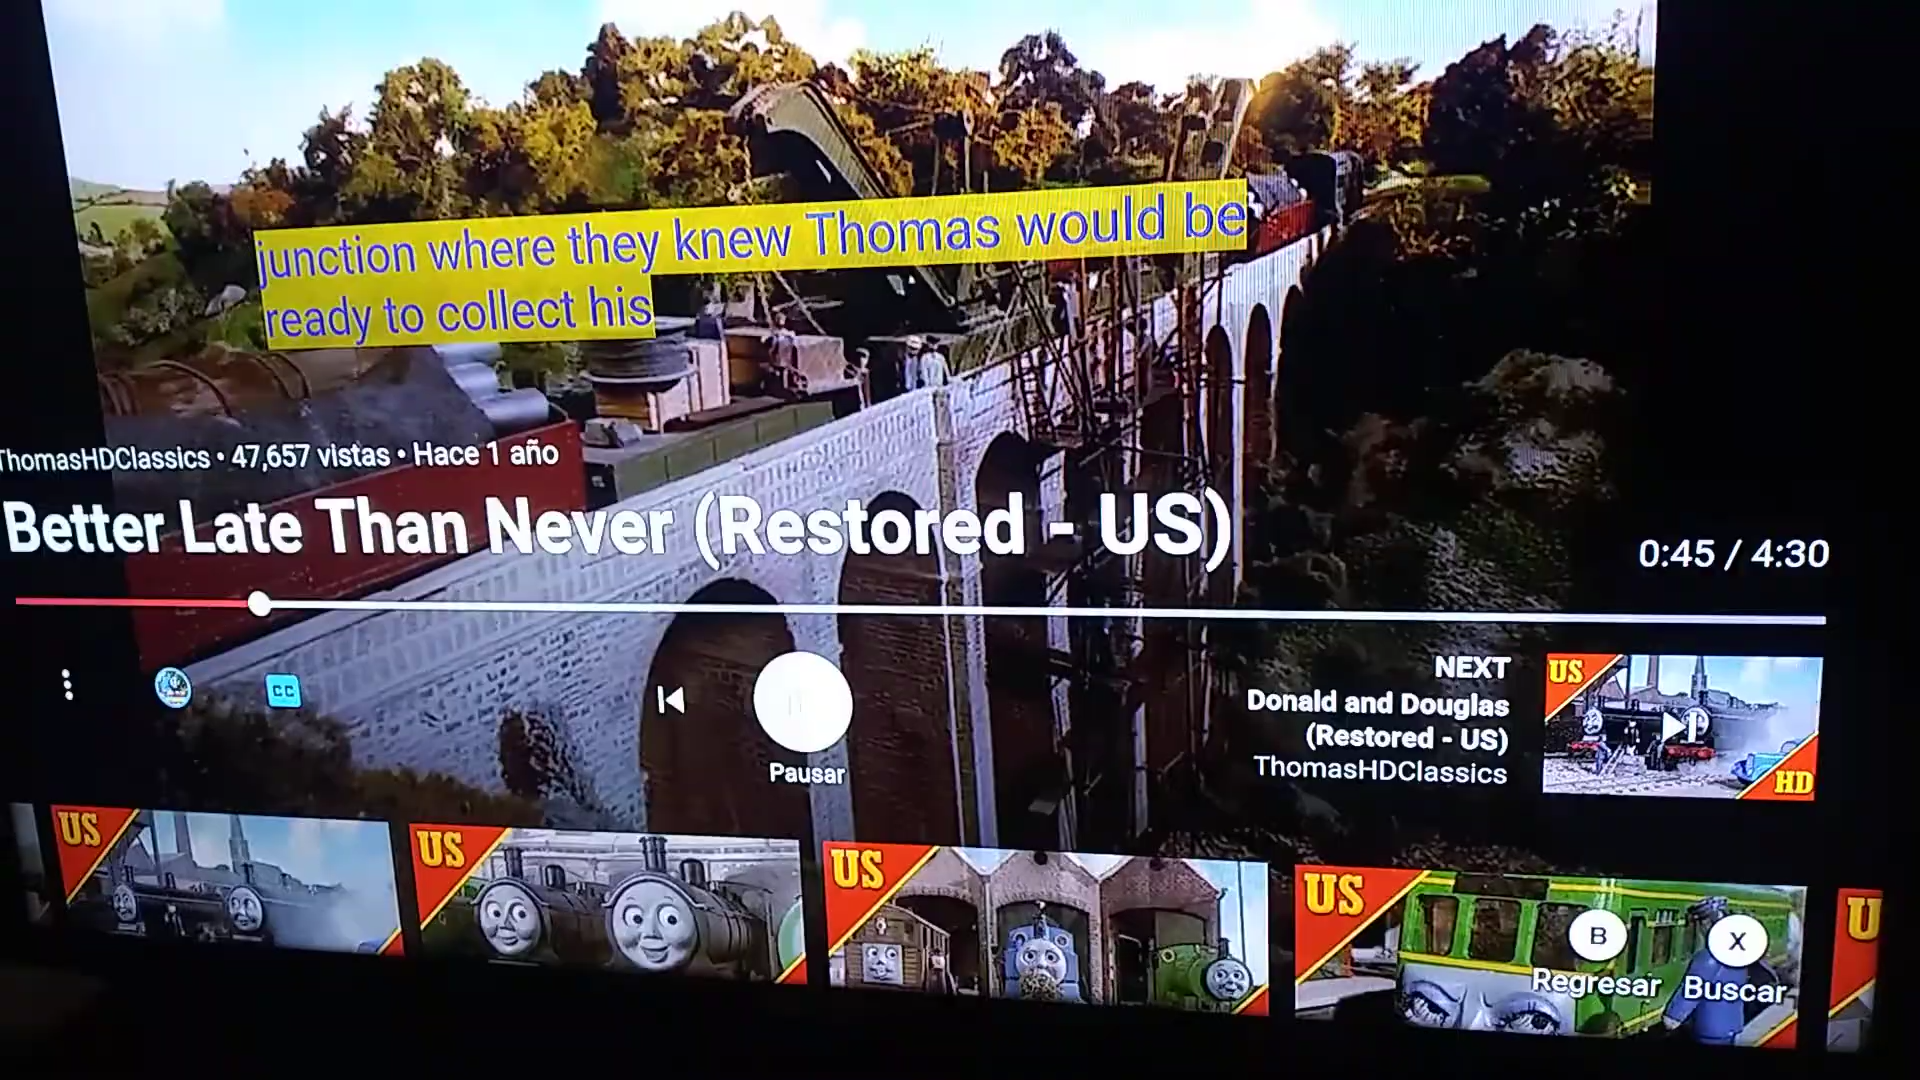 junction where they knew Thomas would be
ready to collect his
ThomasHDClassics • 47,657 vistas • Hace 1 año
Better Late Than Never (Restored - US)
0:45 / 4:30
CC
Pausar
NEXT
Donald and Douglas
(Restored - US)
ThomasHDClassics
US
HD
US
US
US
US
U
B
Regresar
X
Buscar